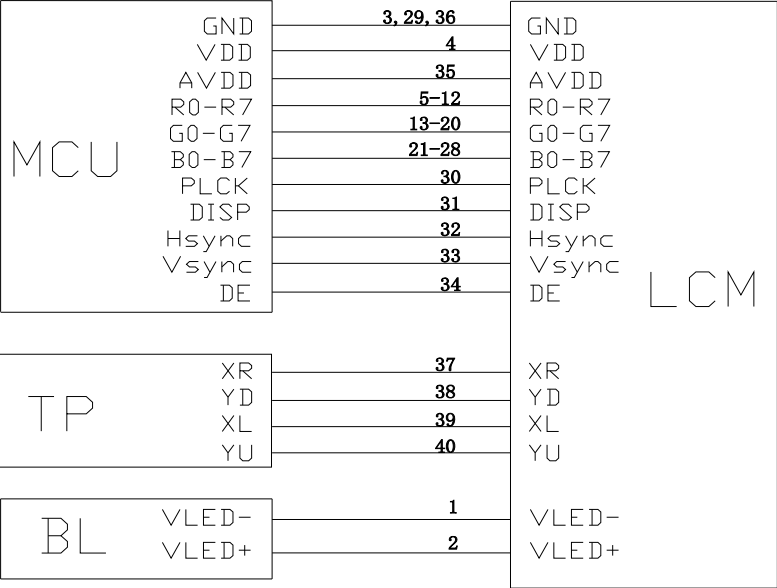 GND 3,29,36 GND
VDD 4 VDD
AVDD 35 AVDD
R0-R7 5-12 R0-R7
G0-G7 13-20 G0-G7
MCU
B0-B7 21-28 B0-B7
PLCK 30 PLCK
DISP 31 DISP
Hsync 32 Hsync
Vsync 33 Vsync
LCM
DE 34 DE
XR 37 XR
YD 38 YD
TP
XL 39 XL
YU 40 YU
VLED- 1 VLED-
BL
VLED+ 2 VLED+